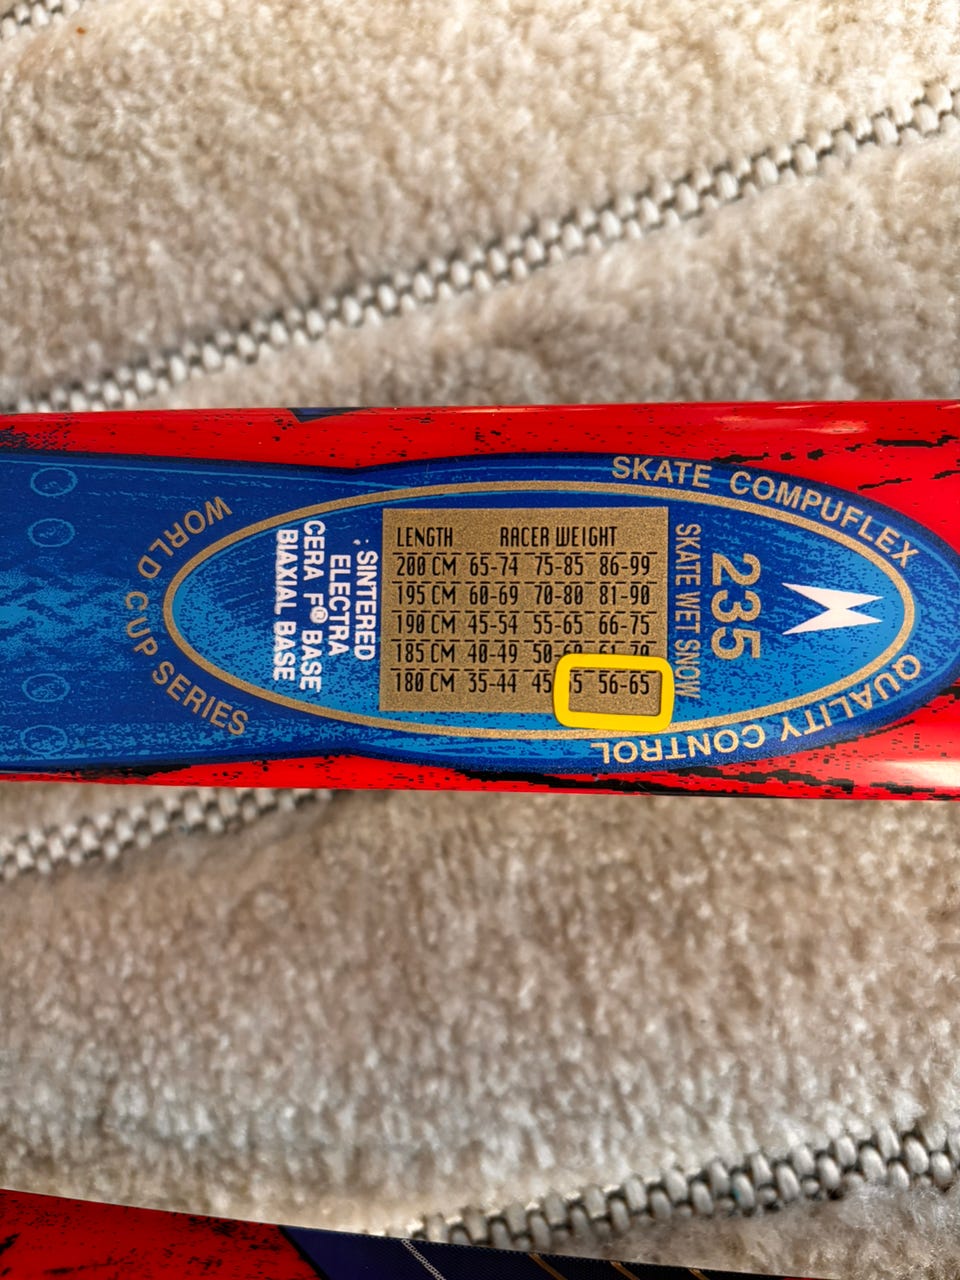 SKATE COMPUFLEX
WORLD CUP SERIES
QUALITY CONTROL
235
SKATE WET SNOW
LENGTH RACER WEIGHT
200 CM 65-74 75-85 86-99
195 CM 60-69 70-80 81-90
190 CM 45-54 55-65 66-75
185 CM 40-49
180 CM 35-44 56-65
: SINTERED
ELECTRA
CERA F® BASE
BIAXIAL BASE